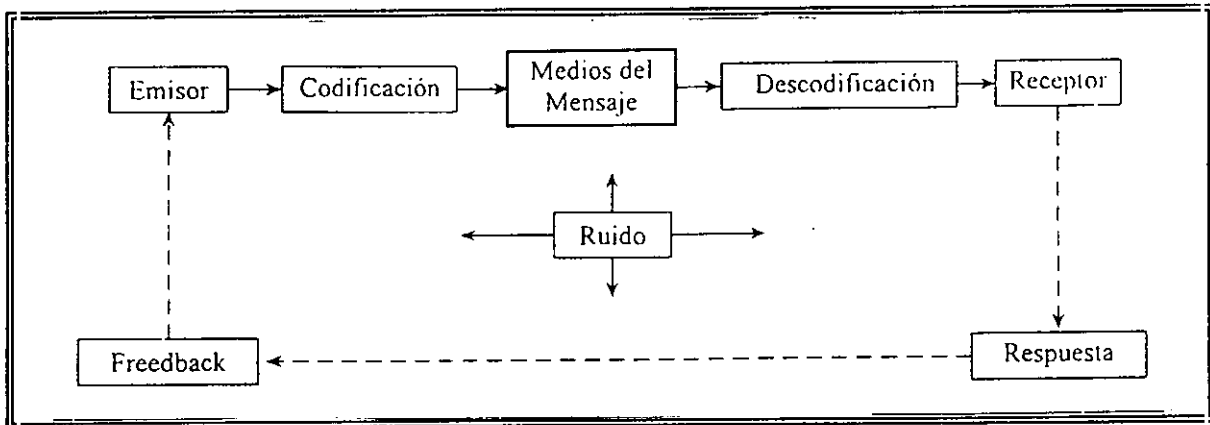 Emisor
Codificación
Medios del
Mensaje
Descodificación
Receptor
Ruido
Freedback
Respuesta